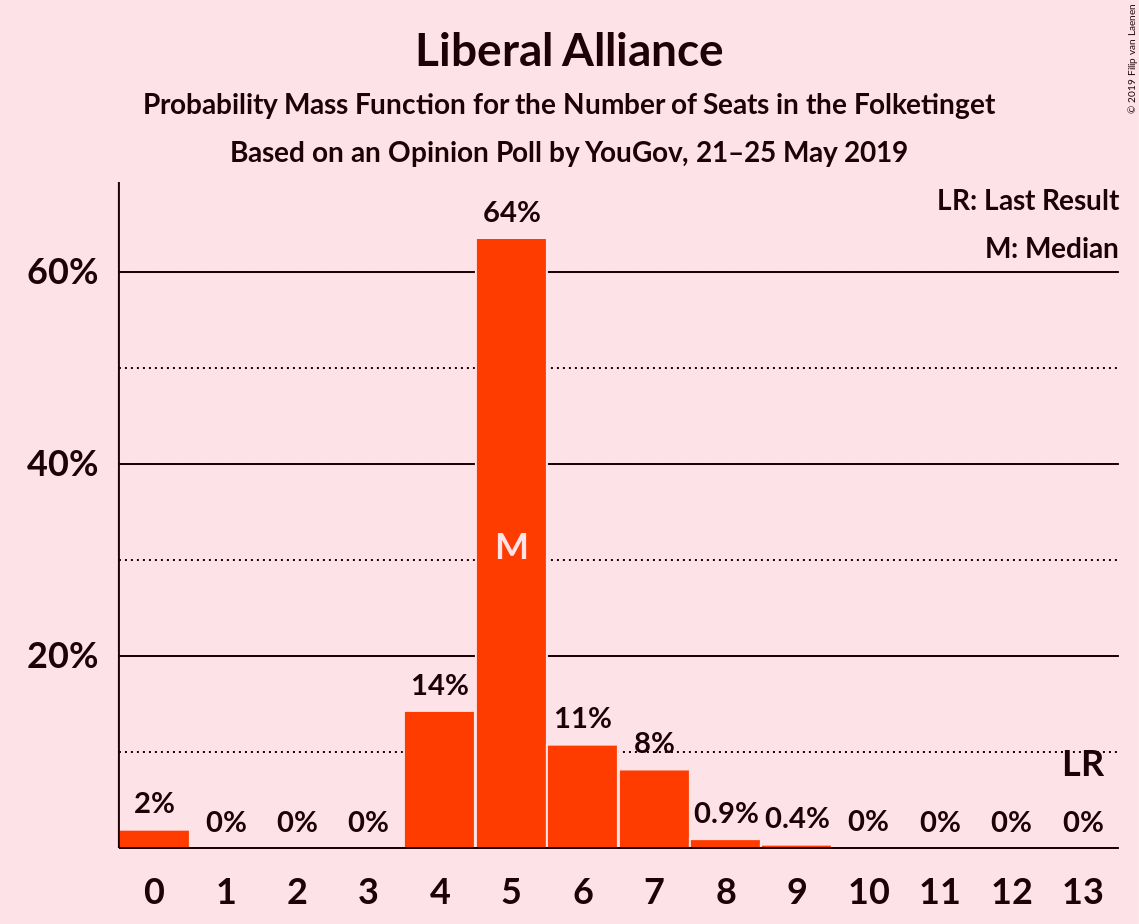 Liberal Alliance
Probability Mass Function for the Number of Seats in the Folketinget
Based on an Opinion Poll by YouGov, 21–25 May 2019
© 2019 Filip van Laenen
LR: Last Result
M: Median
60%
40%
20%
2%
0%
0%
0%
14%
64%
M
11%
8%
0.9%
0.4%
0%
0%
0%
0%
LR
0 1 2 3 4 5 6 7 8 9 10 11 12 13